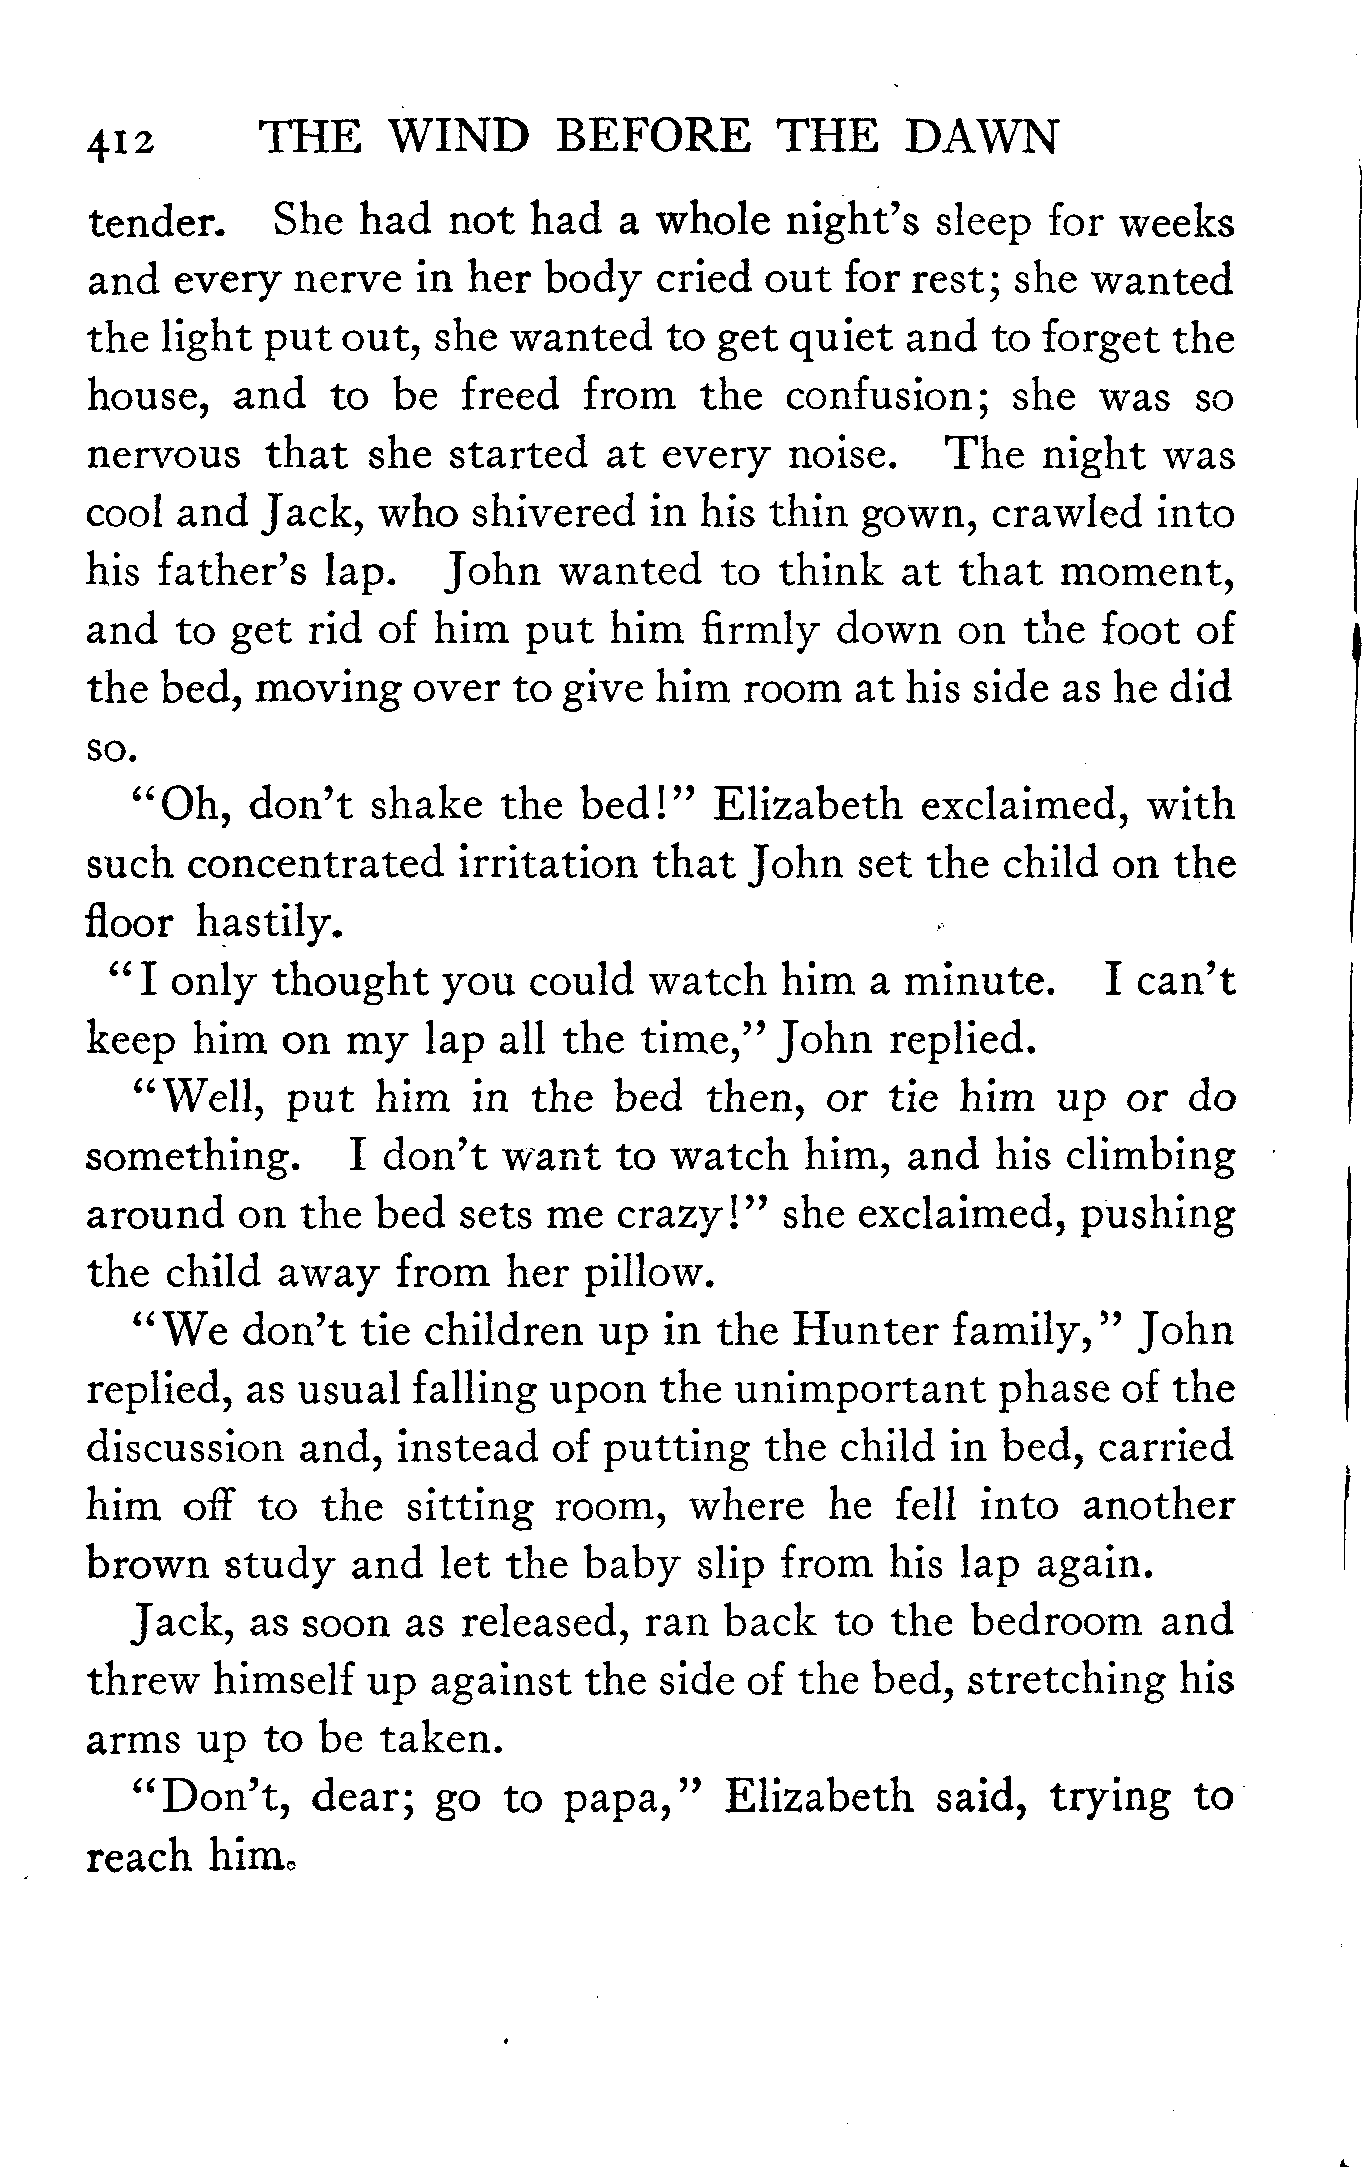 412 THE WIND BEFORE THE DAWN
tender. She had not had a whole night's sleep for weeks
and every nerve in her body cried out for rest; she wanted
the light put out, she wanted to get quiet and to forget the
house, and to be freed from the confusion; she was so
nervous that she started at every noise. The night was
cool and Jack, who shivered in his thin gown, crawled into
his father's lap. John wanted to think at that moment,
and to get rid of him put him firmly down on the foot of
the bed, moving over to give him room at his side as he did
so.
"Oh, don't shake the bed!" Elizabeth exclaimed, with
such concentrated irritation that John set the child on the
floor hastily.
"I only thought you could watch him a minute. I can't
keep him on my lap all the time," John replied.
"Well, put him in the bed then, or tie him up or do
something. I don't want to watch him, and his climbing
around on the bed sets me crazy!" she exclaimed, pushing
the child away from her pillow.
"We don't tie children up in the Hunter family," John
replied, as usual falling upon the unimportant phase of the
discussion and, instead of putting the child in bed, carried
him off to the sitting room, where he fell into another
brown study and let the baby slip from his lap again.
Jack, as soon as released, ran back to the bedroom and
threw himself up against the side of the bed, stretching his
arms up to be taken.
"Don't, dear; go to papa," Elizabeth said, trying to
reach him.